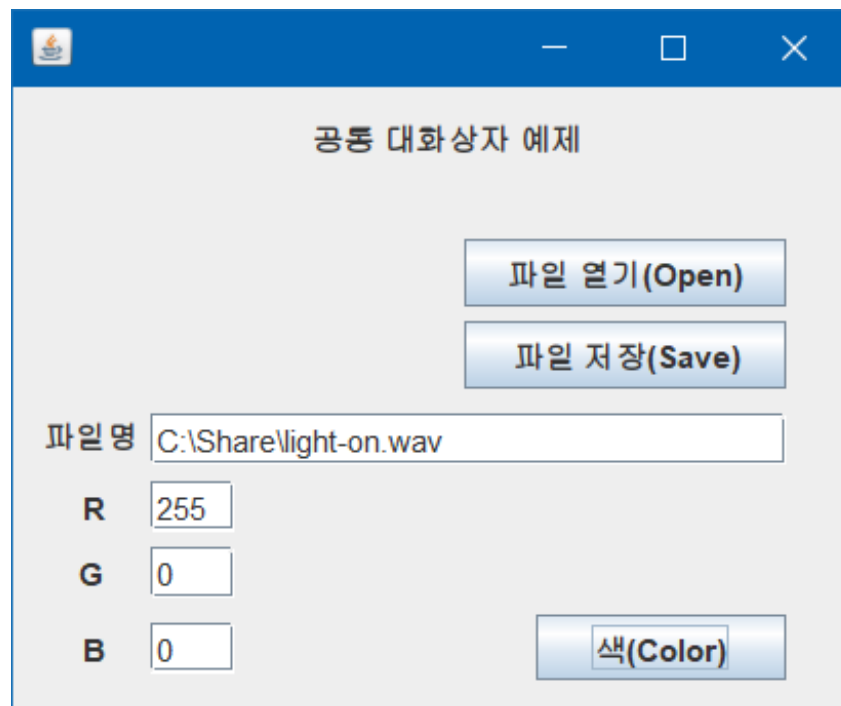 공통 대화상자 예제
파일 열기(Open)
파일 저장(Save)
파일명 C:\Share\light-on.wav
R 255
G 0
B 0 색(Color)